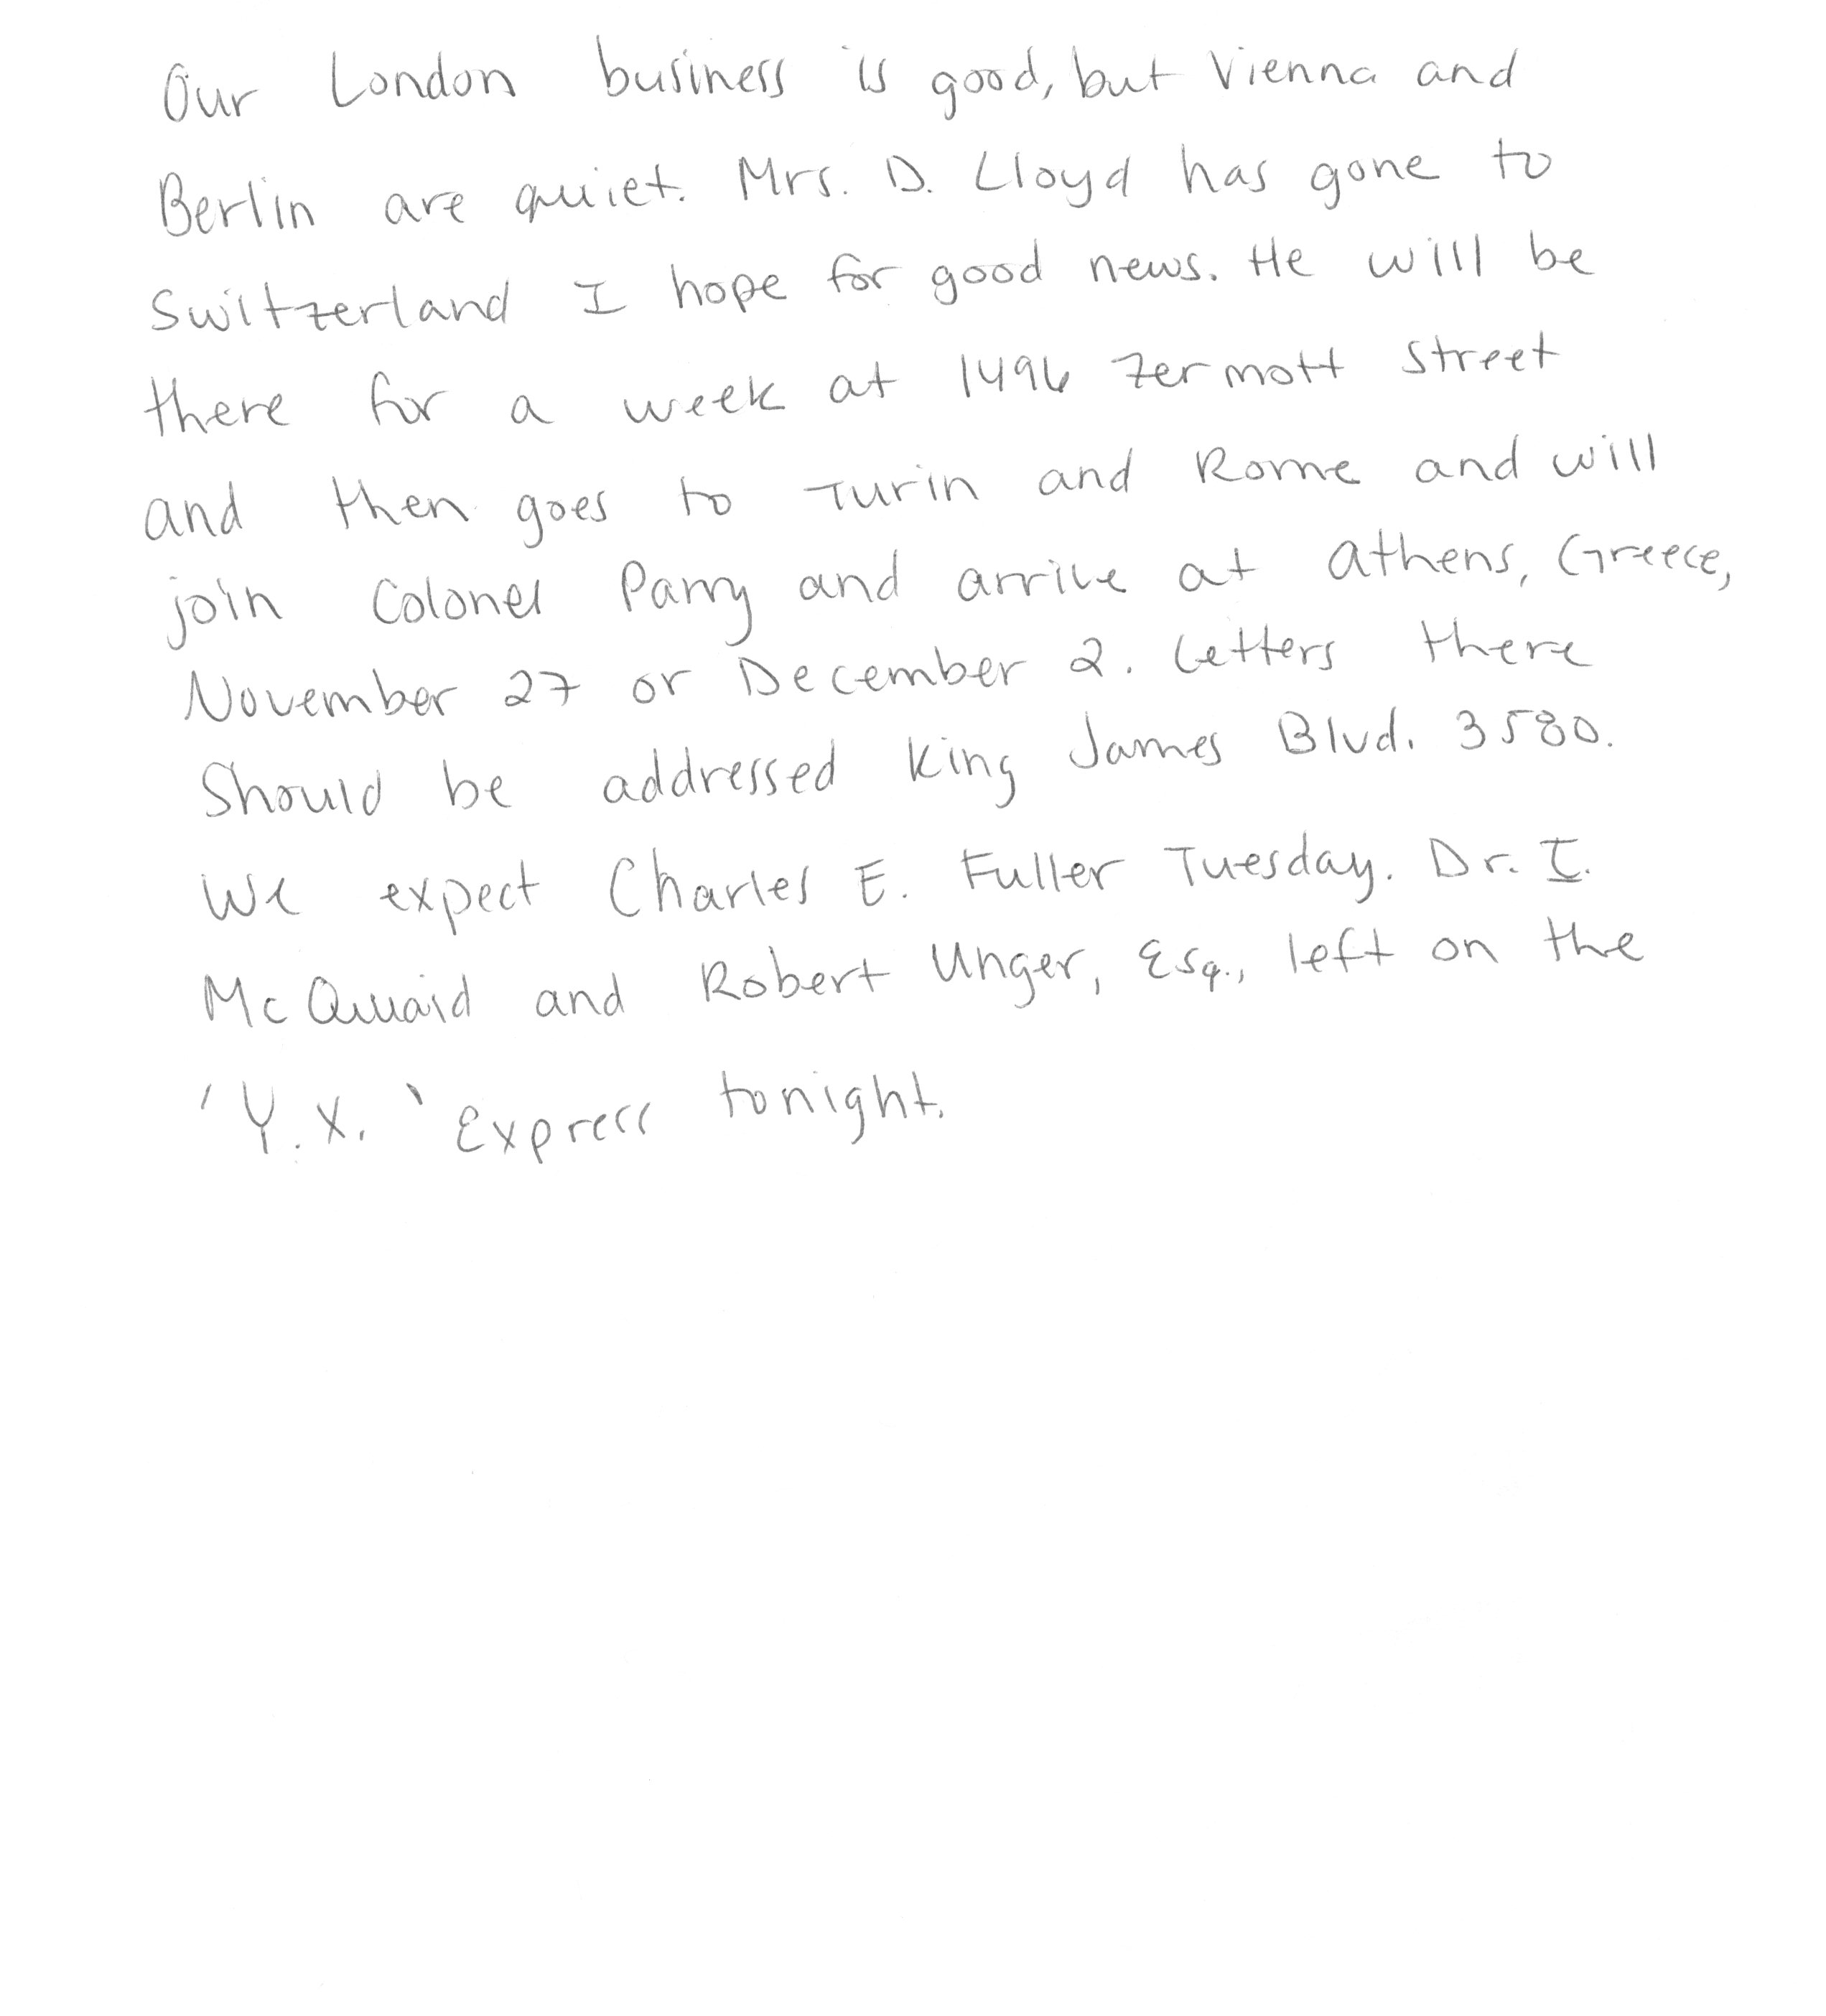 Our London business is good, but Vienna and
Berlin are quiet. Mrs. D. Lloyd has gone to
Switzerland I hope for good news. He will be
there for a week at 1496 Zermott Street
and then goes to Turin and Rome and will
join Colonel Parry and arrive at Athens, Greece,
November 27 or December 2. Letters there
Should be addressed King James Blvd. 3580.
We expect Charles E. Fuller Tuesday. Dr. I.
McQuaid and Robert Unger, Esq., left on the
'Y.X.' Express tonight.